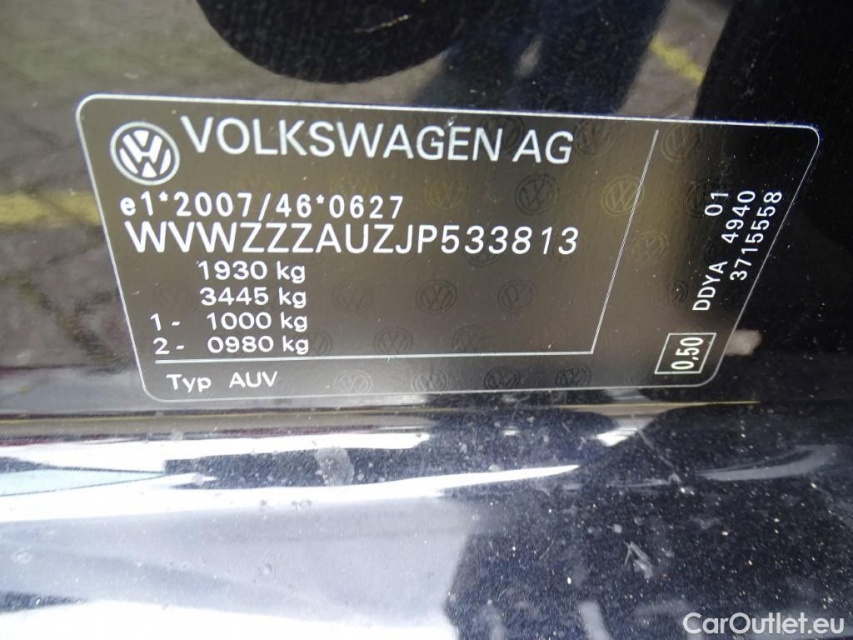 VOLKSWAGEN AG
e1*2007/46*0627
WVWZZZAUZJP533813
1930 kg
3445 kg
1 - 1000 kg
2 - 0980 kg
Typ AUV
01
DDYA 4940
3715558
0,50
CarOutlet.eu